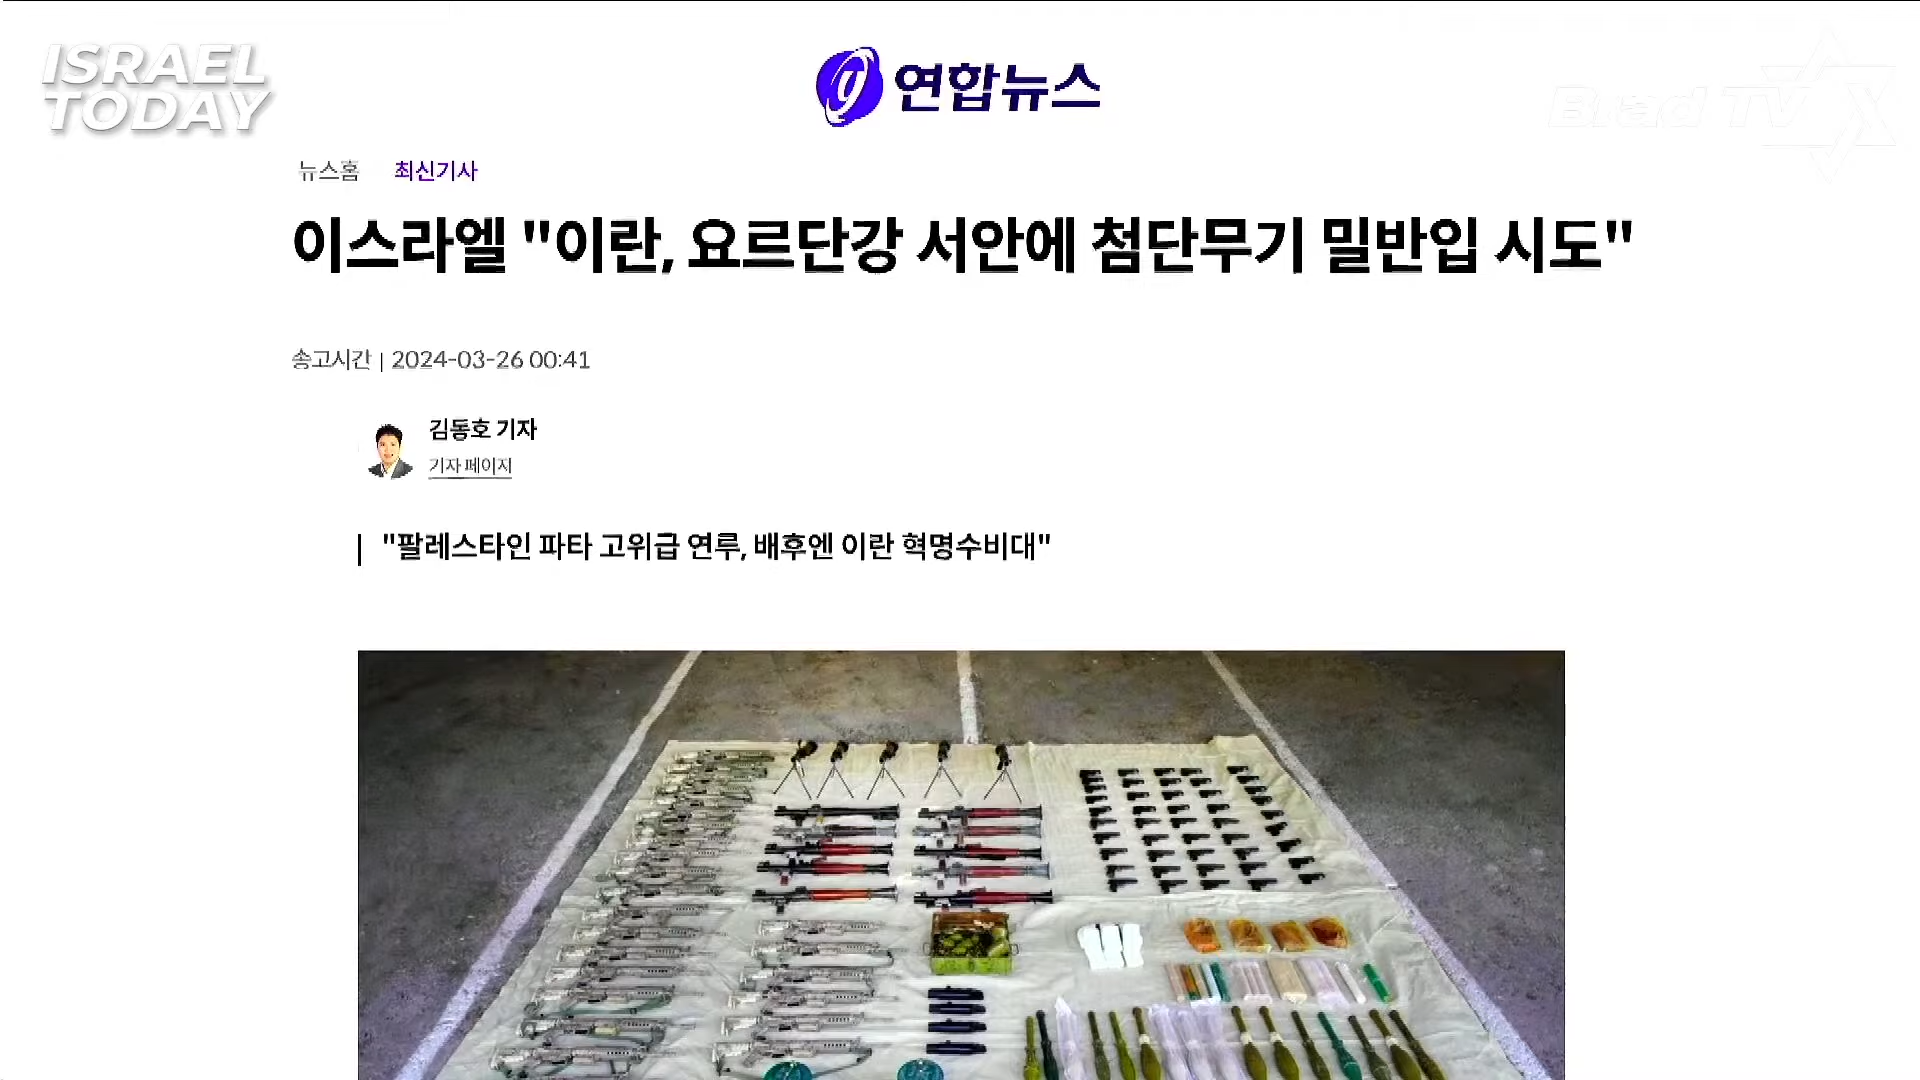 ISRAEL
TODAY
연합뉴스
Brad TV
뉴스홈 최신기사
이스라엘 "이란, 요르단강 서안에 첨단무기 밀반입 시도"
송고시간 | 2024-03-26 00:41
김동호 기자
기자 페이지
"팔레스타인 파타 고위급 연루, 배후엔 이란 혁명수비대"